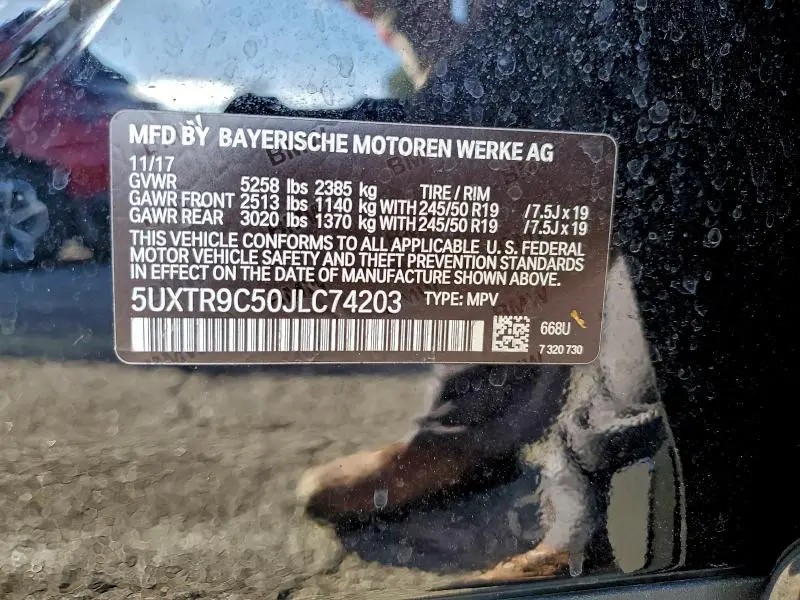 MFD BY BAYERISCHE MOTOREN WERKE AG
11/17
GVWR 5258 lbs 2385 kg TIRE / RIM
GAWR FRONT 2513 lbs 1140 kg WITH 245/50 R19 / 7.5J x 19
GAWR REAR 3020 lbs 1370 kg WITH 245/50 R19 / 7.5J x 19
THIS VEHICLE CONFORMS TO ALL APPLICABLE U. S. FEDERAL
MOTOR VEHICLE SAFETY AND THEFT PREVENTION STANDARDS
IN EFFECT ON THE DATE OF MANUFACTURE SHOWN ABOVE.
5UXTR9C50JLC74203 TYPE: MPV
668U
7 320 730